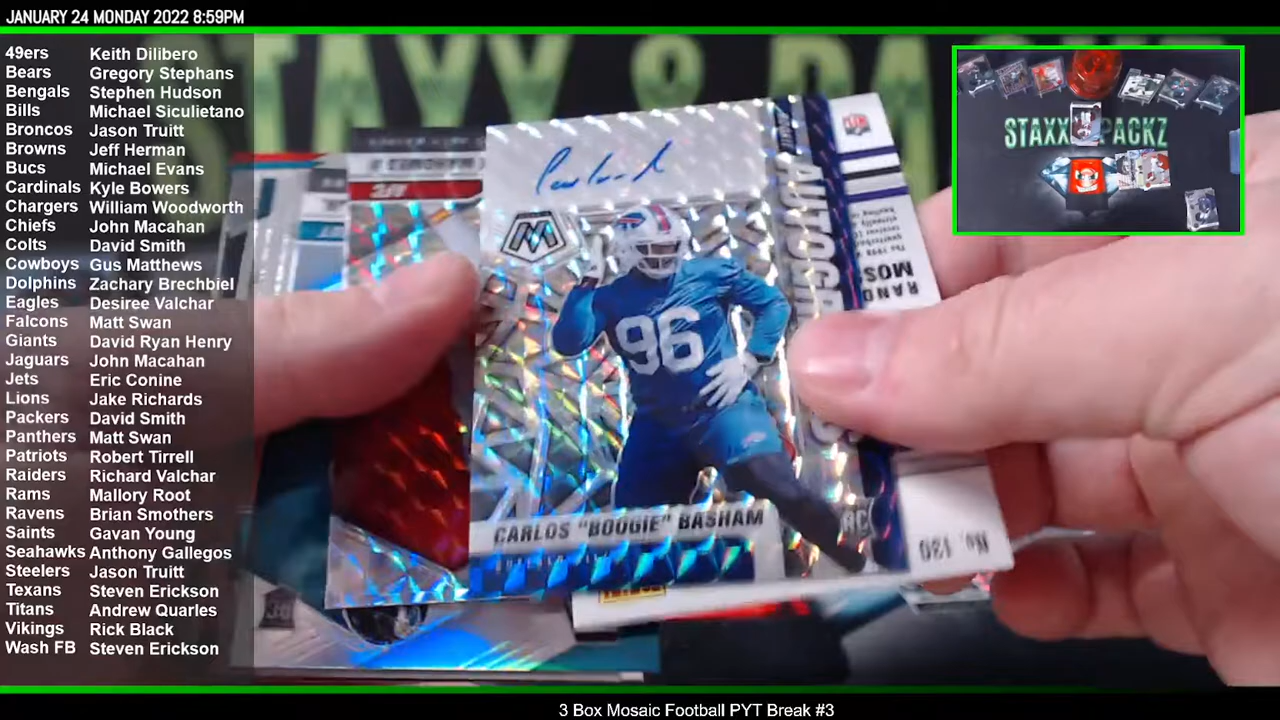 JANUARY 24 MONDAY 2022 8:59PM
49ers Keith Dilibero
Bears Gregory Stephans
Bengals Stephen Hudson
Bills Michael Siculietano
Broncos Jason Truitt
Browns Jeff Herman
Bucs Michael Evans
Cardinals Kyle Bowers
Chargers William Woodworth
Chiefs John Macahan
Colts David Smith
Cowboys Gus Matthews
Dolphins Zachary Brechbiel
Eagles Desiree Valchar
Falcons Matt Swan
Giants David Ryan Henry
Jaguars John Macahan
Jets Eric Conine
Lions Jake Richards
Packers David Smith
Panthers Matt Swan
Patriots Robert Tirrell
Raiders Richard Valchar
Rams Mallory Root
Ravens Brian Smothers
Saints Gavan Young
Seahawks Anthony Gallegos
Steelers Jason Truitt
Texans Steven Erickson
Titans Andrew Quarles
Vikings Rick Black
Wash FB Steven Erickson
M
96
CARLOS "BOOGIE" BASHAM
RC
No. 130
3 Box Mosaic Football PYT Break #3